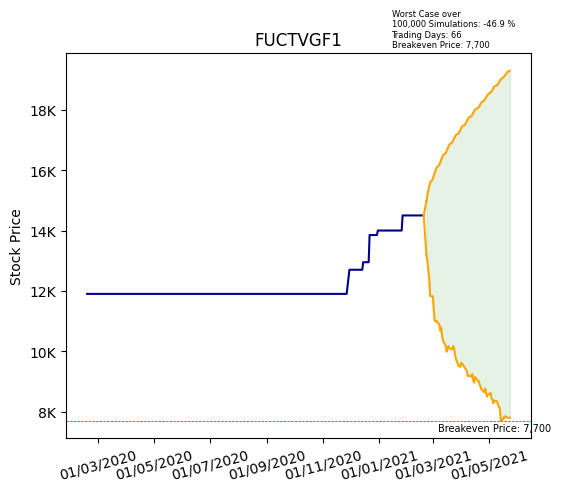 Worst Case over
100,000 Simulations: -46.9 %
Trading Days: 66
Breakeven Price: 7,700
FUCTVGF1
Stock Price
18K
16K
14K
12K
10K
8K
Breakeven Price: 7,700
01/03/2020 01/05/2020 01/07/2020 01/09/2020 01/11/2020 01/01/2021 01/03/2021 01/05/2021